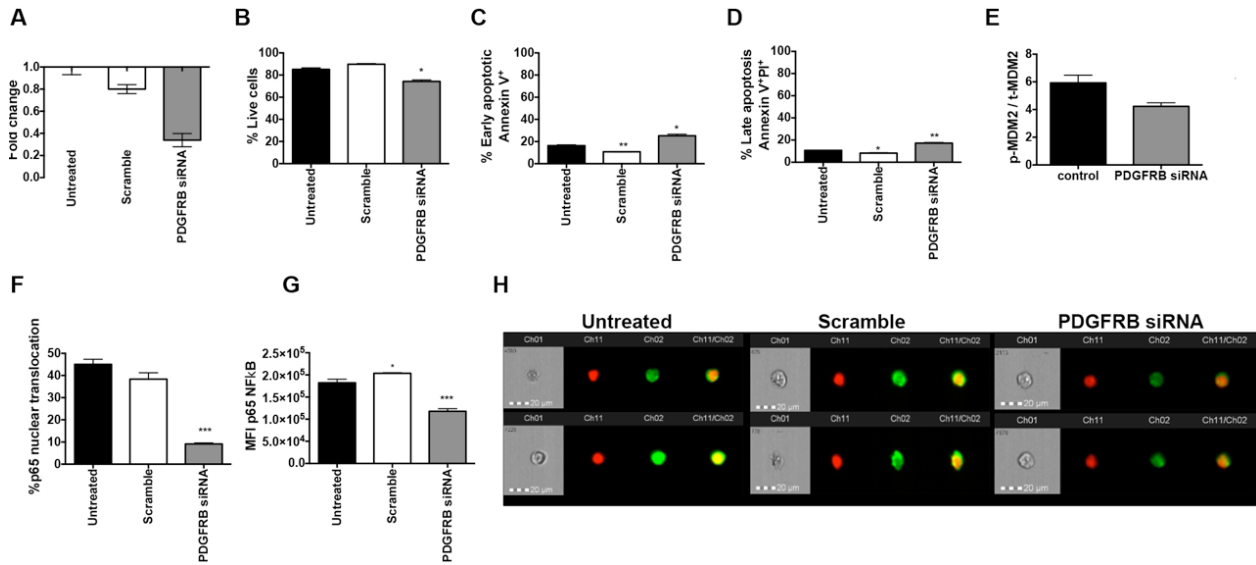 A
Fold change
1.0
0.8
0.6
0.4
0.2
0.0
Untreated
Scramble
PDGFRB siRNA
B
% Live cells
100
80
60
40
20
0
*
Untreated
Scramble
PDGFRB siRNA
C
% Early apoptotic
Annexin V⁺
100
80
60
40
20
0
**
*
Untreated
Scramble
PDGFRB siRNA
D
% Late apoptosis
Annexin V⁺PI⁺
100
80
60
40
20
0
*
**
Untreated
Scramble
PDGFRB siRNA
E
p-MDM2 / t-MDM2
8
6
4
2
0
control
PDGFRB siRNA
F
%p65 nuclear translocation
50
40
30
20
10
0
***
Untreated
Scramble
PDGFRB siRNA
G
MFI p65 NFkB
2.5×10⁵
2.0×10⁵
1.5×10⁵
1.0×10⁵
5.0×10⁴
0.0
*
***
Untreated
Scramble
PDGFRB siRNA
H
Untreated
Ch01 Ch11 Ch02 Ch11/Ch02
20 µm
Ch01 Ch11 Ch02 Ch11/Ch02
20 µm
Scramble
Ch01 Ch11 Ch02 Ch11/Ch02
20 µm
Ch01 Ch11 Ch02 Ch11/Ch02
20 µm
PDGFRB siRNA
Ch01 Ch11 Ch02 Ch11/Ch02
20 µm
Ch01 Ch11 Ch02 Ch11/Ch02
20 µm